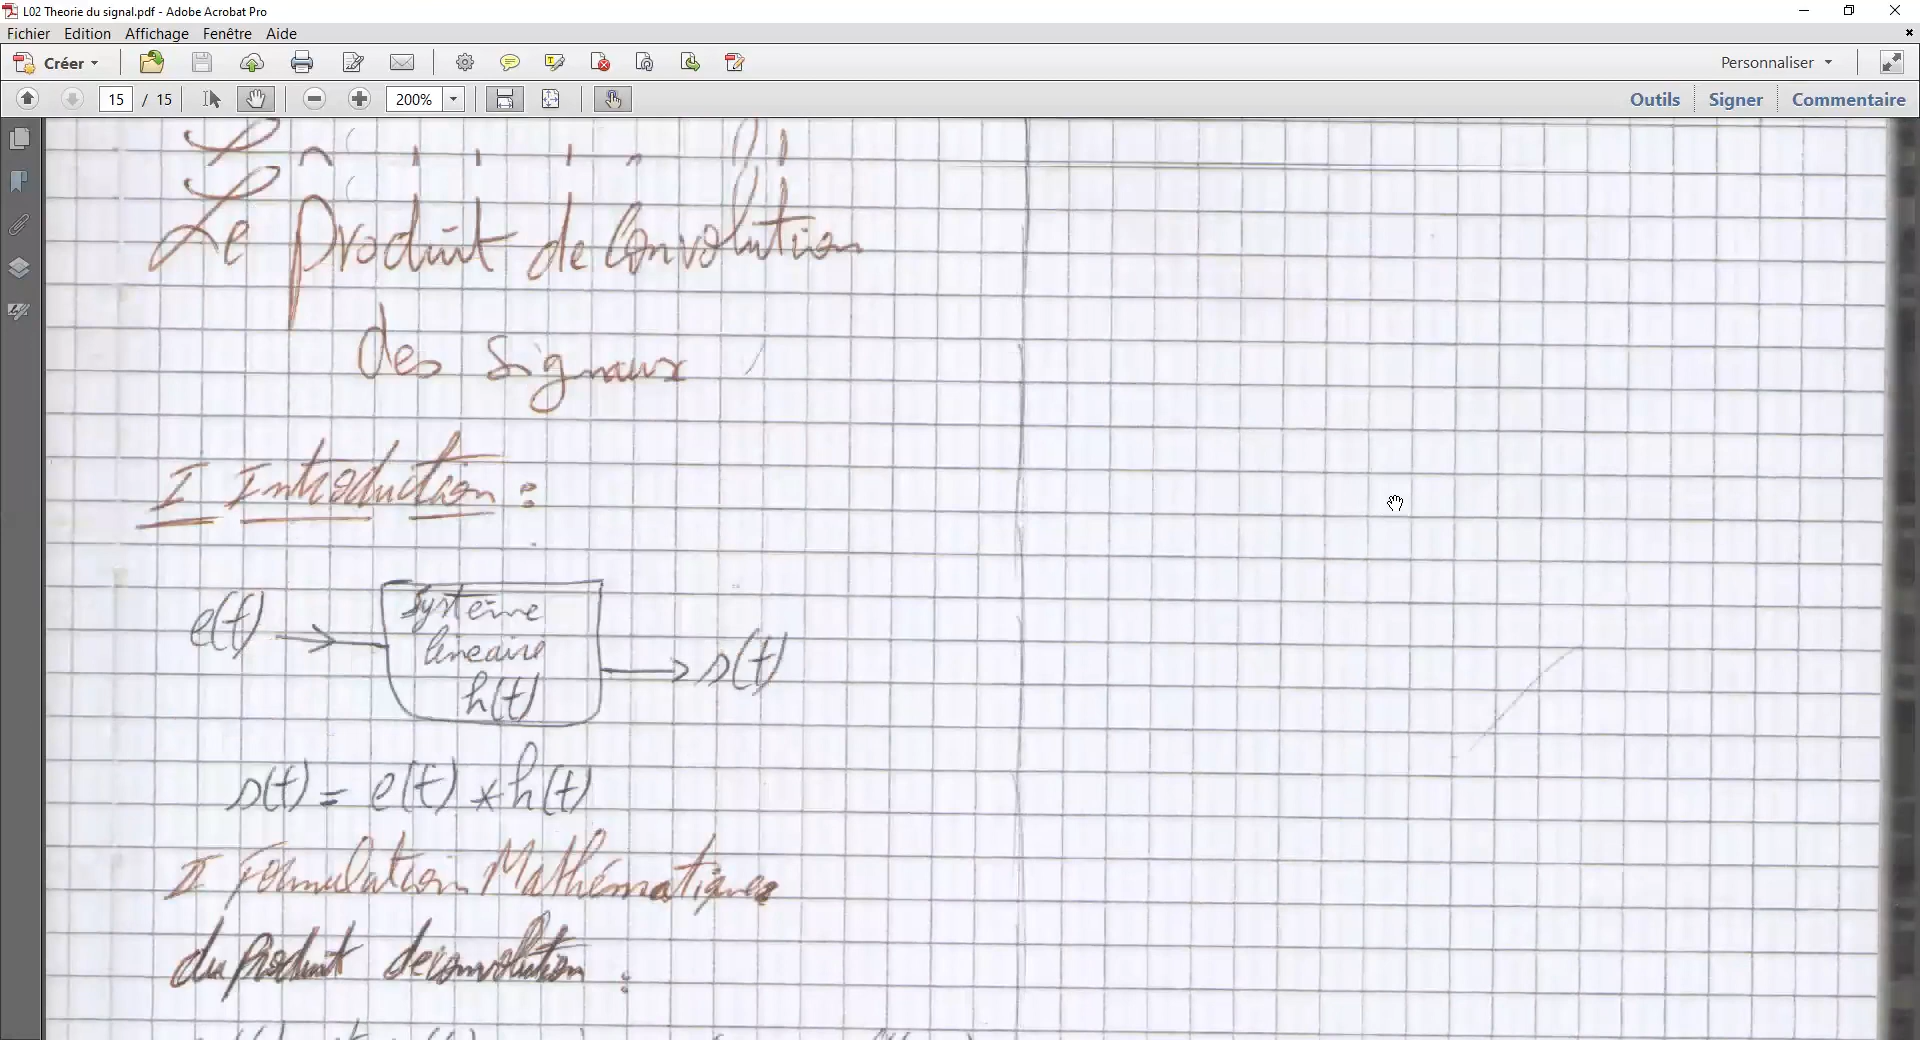 L02 Theorie du signal.pdf - Adobe Acrobat Pro
Fichier Edition Affichage Fenêtre Aide
Créer
Personnaliser
15 / 15 200% Outils Signer Commentaire
Le produit de Convolution
des signaux
I Introduction :
e(t) Système
linéaire
h(t) s(t)
s(t) = e(t) * h(t)
II Formulation Mathématique
du produit de convolution :